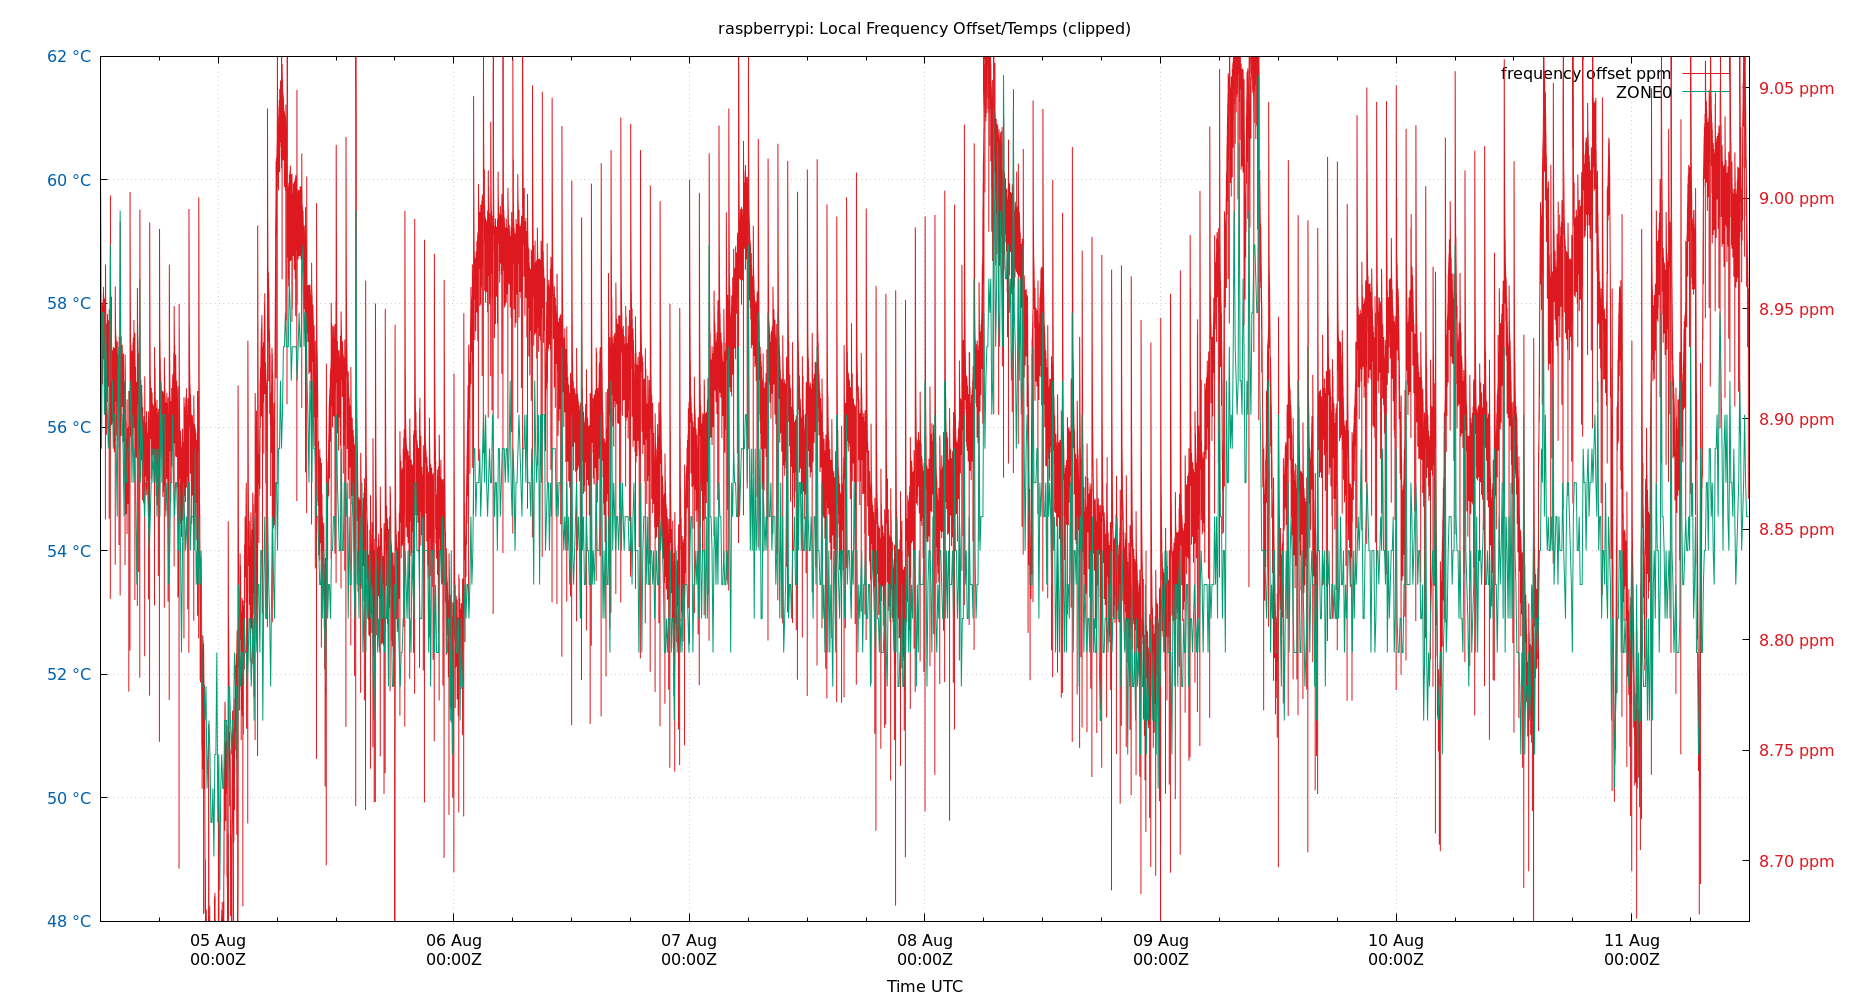 raspberrypi: Local Frequency Offset/Temps (clipped)
62 °C
60 °C
58 °C
56 °C
54 °C
52 °C
50 °C
48 °C
frequency offset ppm
ZONE0
9.05 ppm
9.00 ppm
8.95 ppm
8.90 ppm
8.85 ppm
8.80 ppm
8.75 ppm
8.70 ppm
05 Aug 06 Aug 07 Aug 08 Aug 09 Aug 10 Aug 11 Aug
00:00Z 00:00Z 00:00Z 00:00Z 00:00Z 00:00Z 00:00Z
Time UTC